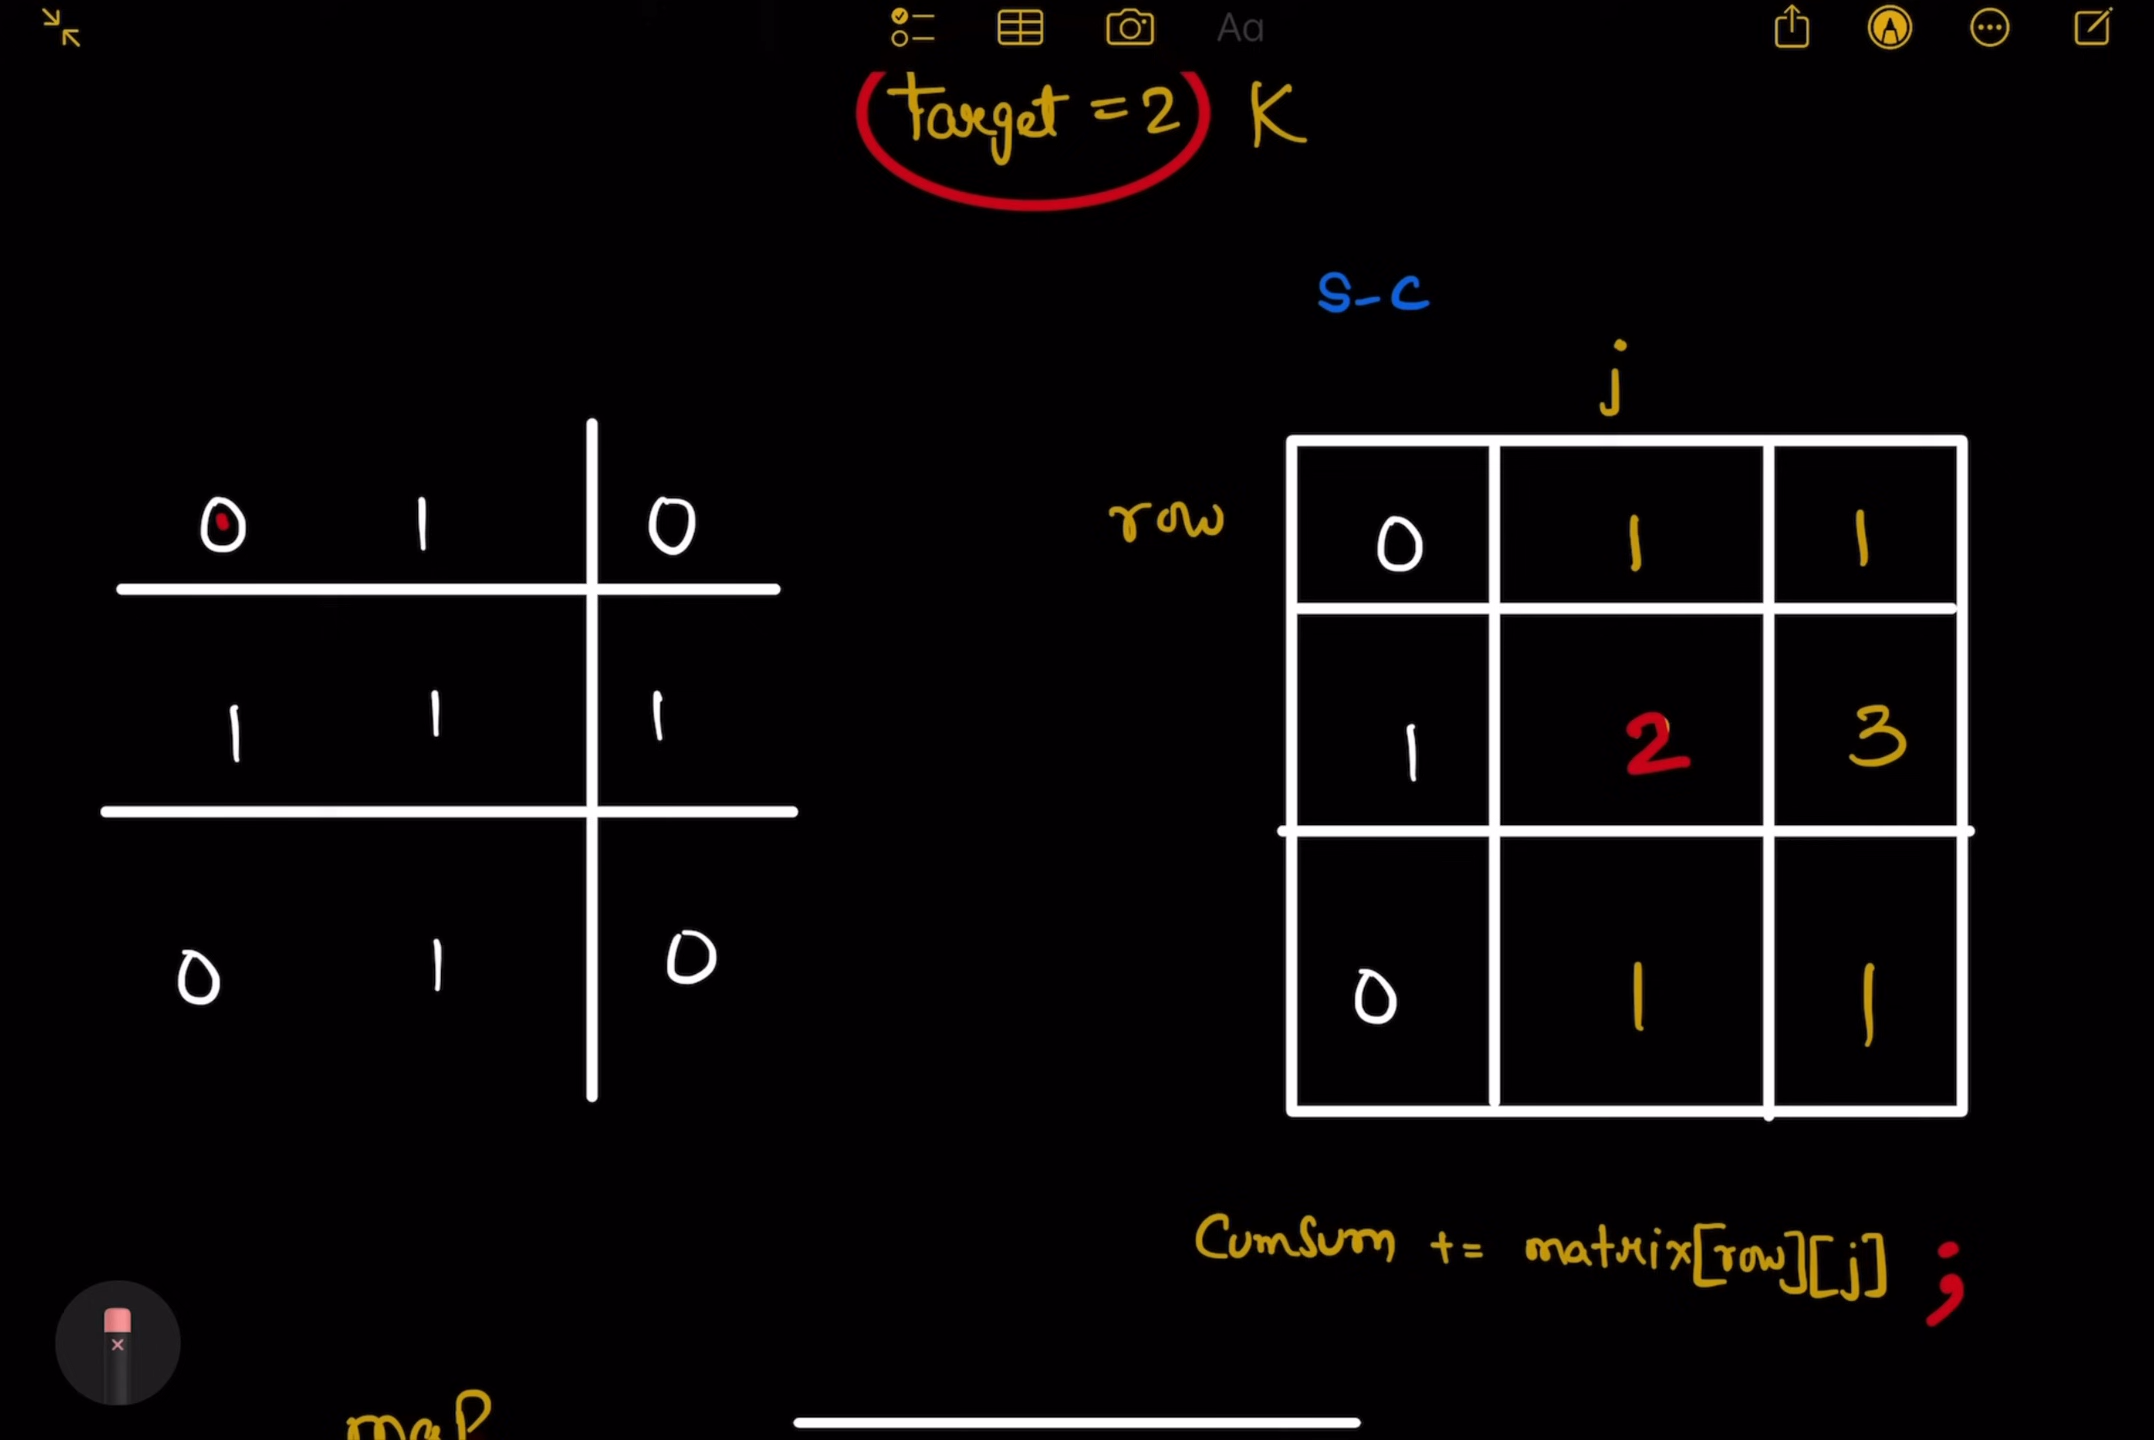 Aa
Target = 2 K
S-C
j
0 1 0
row 0 1 1
1 1 1
1 2 3
0 1 0
0 1 1
CumSum += matrix[row][j] ;
map